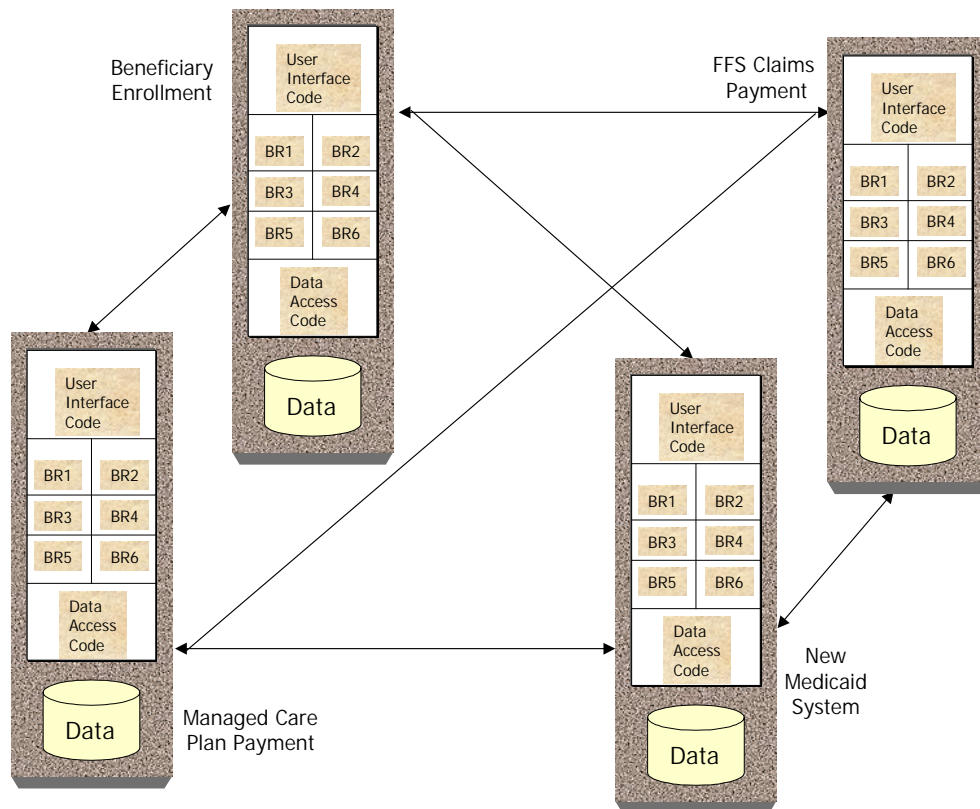 Beneficiary
Enrollment
User
Interface
Code
BR1
BR2
BR3
BR4
BR5
BR6
Data
Access
Code
Data
FFS Claims
Payment
User
Interface
Code
BR1
BR2
BR3
BR4
BR5
BR6
Data
Access
Code
Data
User
Interface
Code
BR1
BR2
BR3
BR4
BR5
BR6
Data
Access
Code
Data
Managed Care
Plan Payment
User
Interface
Code
BR1
BR2
BR3
BR4
BR5
BR6
Data
Access
Code
Data
New
Medicaid
System